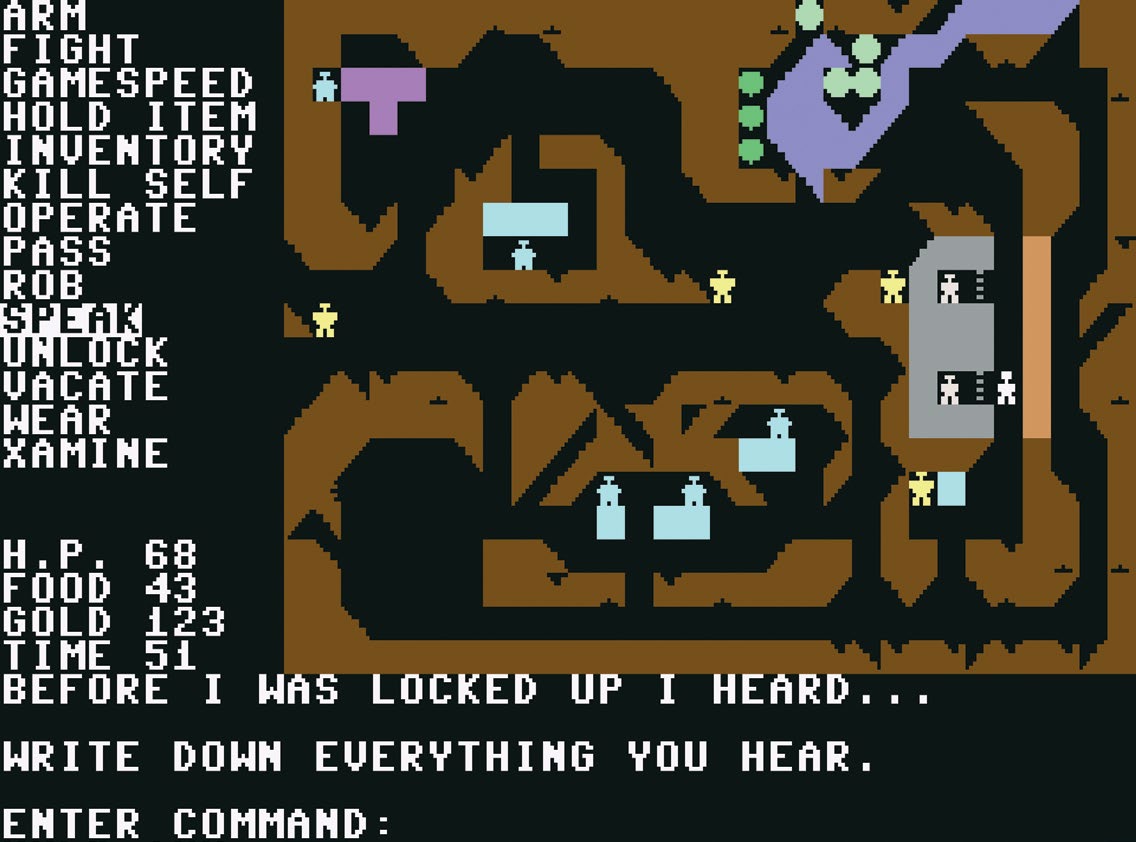 ARM
FIGHT
GAMESPEED
HOLD ITEM
INVENTORY
KILL SELF
OPERATE
PASS
ROB
SPEAK
UNLOCK
VACATE
WEAR
XAMINE
H.P. 68
FOOD 43
GOLD 123
TIME 51
BEFORE I WAS LOCKED UP I HEARD...
WRITE DOWN EVERYTHING YOU HEAR.
ENTER COMMAND: